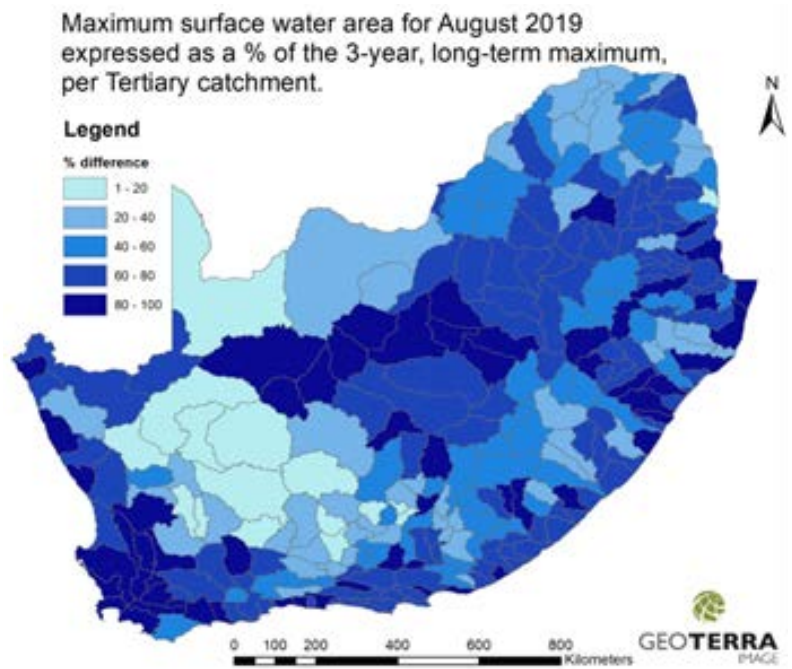 Maximum surface water area for August 2019
expressed as a % of the 3-year, long-term maximum,
per Tertiary catchment.
N
Legend
% difference
1 - 20
20 - 40
40 - 60
60 - 80
80 - 100
0 100 200 400 600 800
Kilometers
GEOTERRA
IMAGE